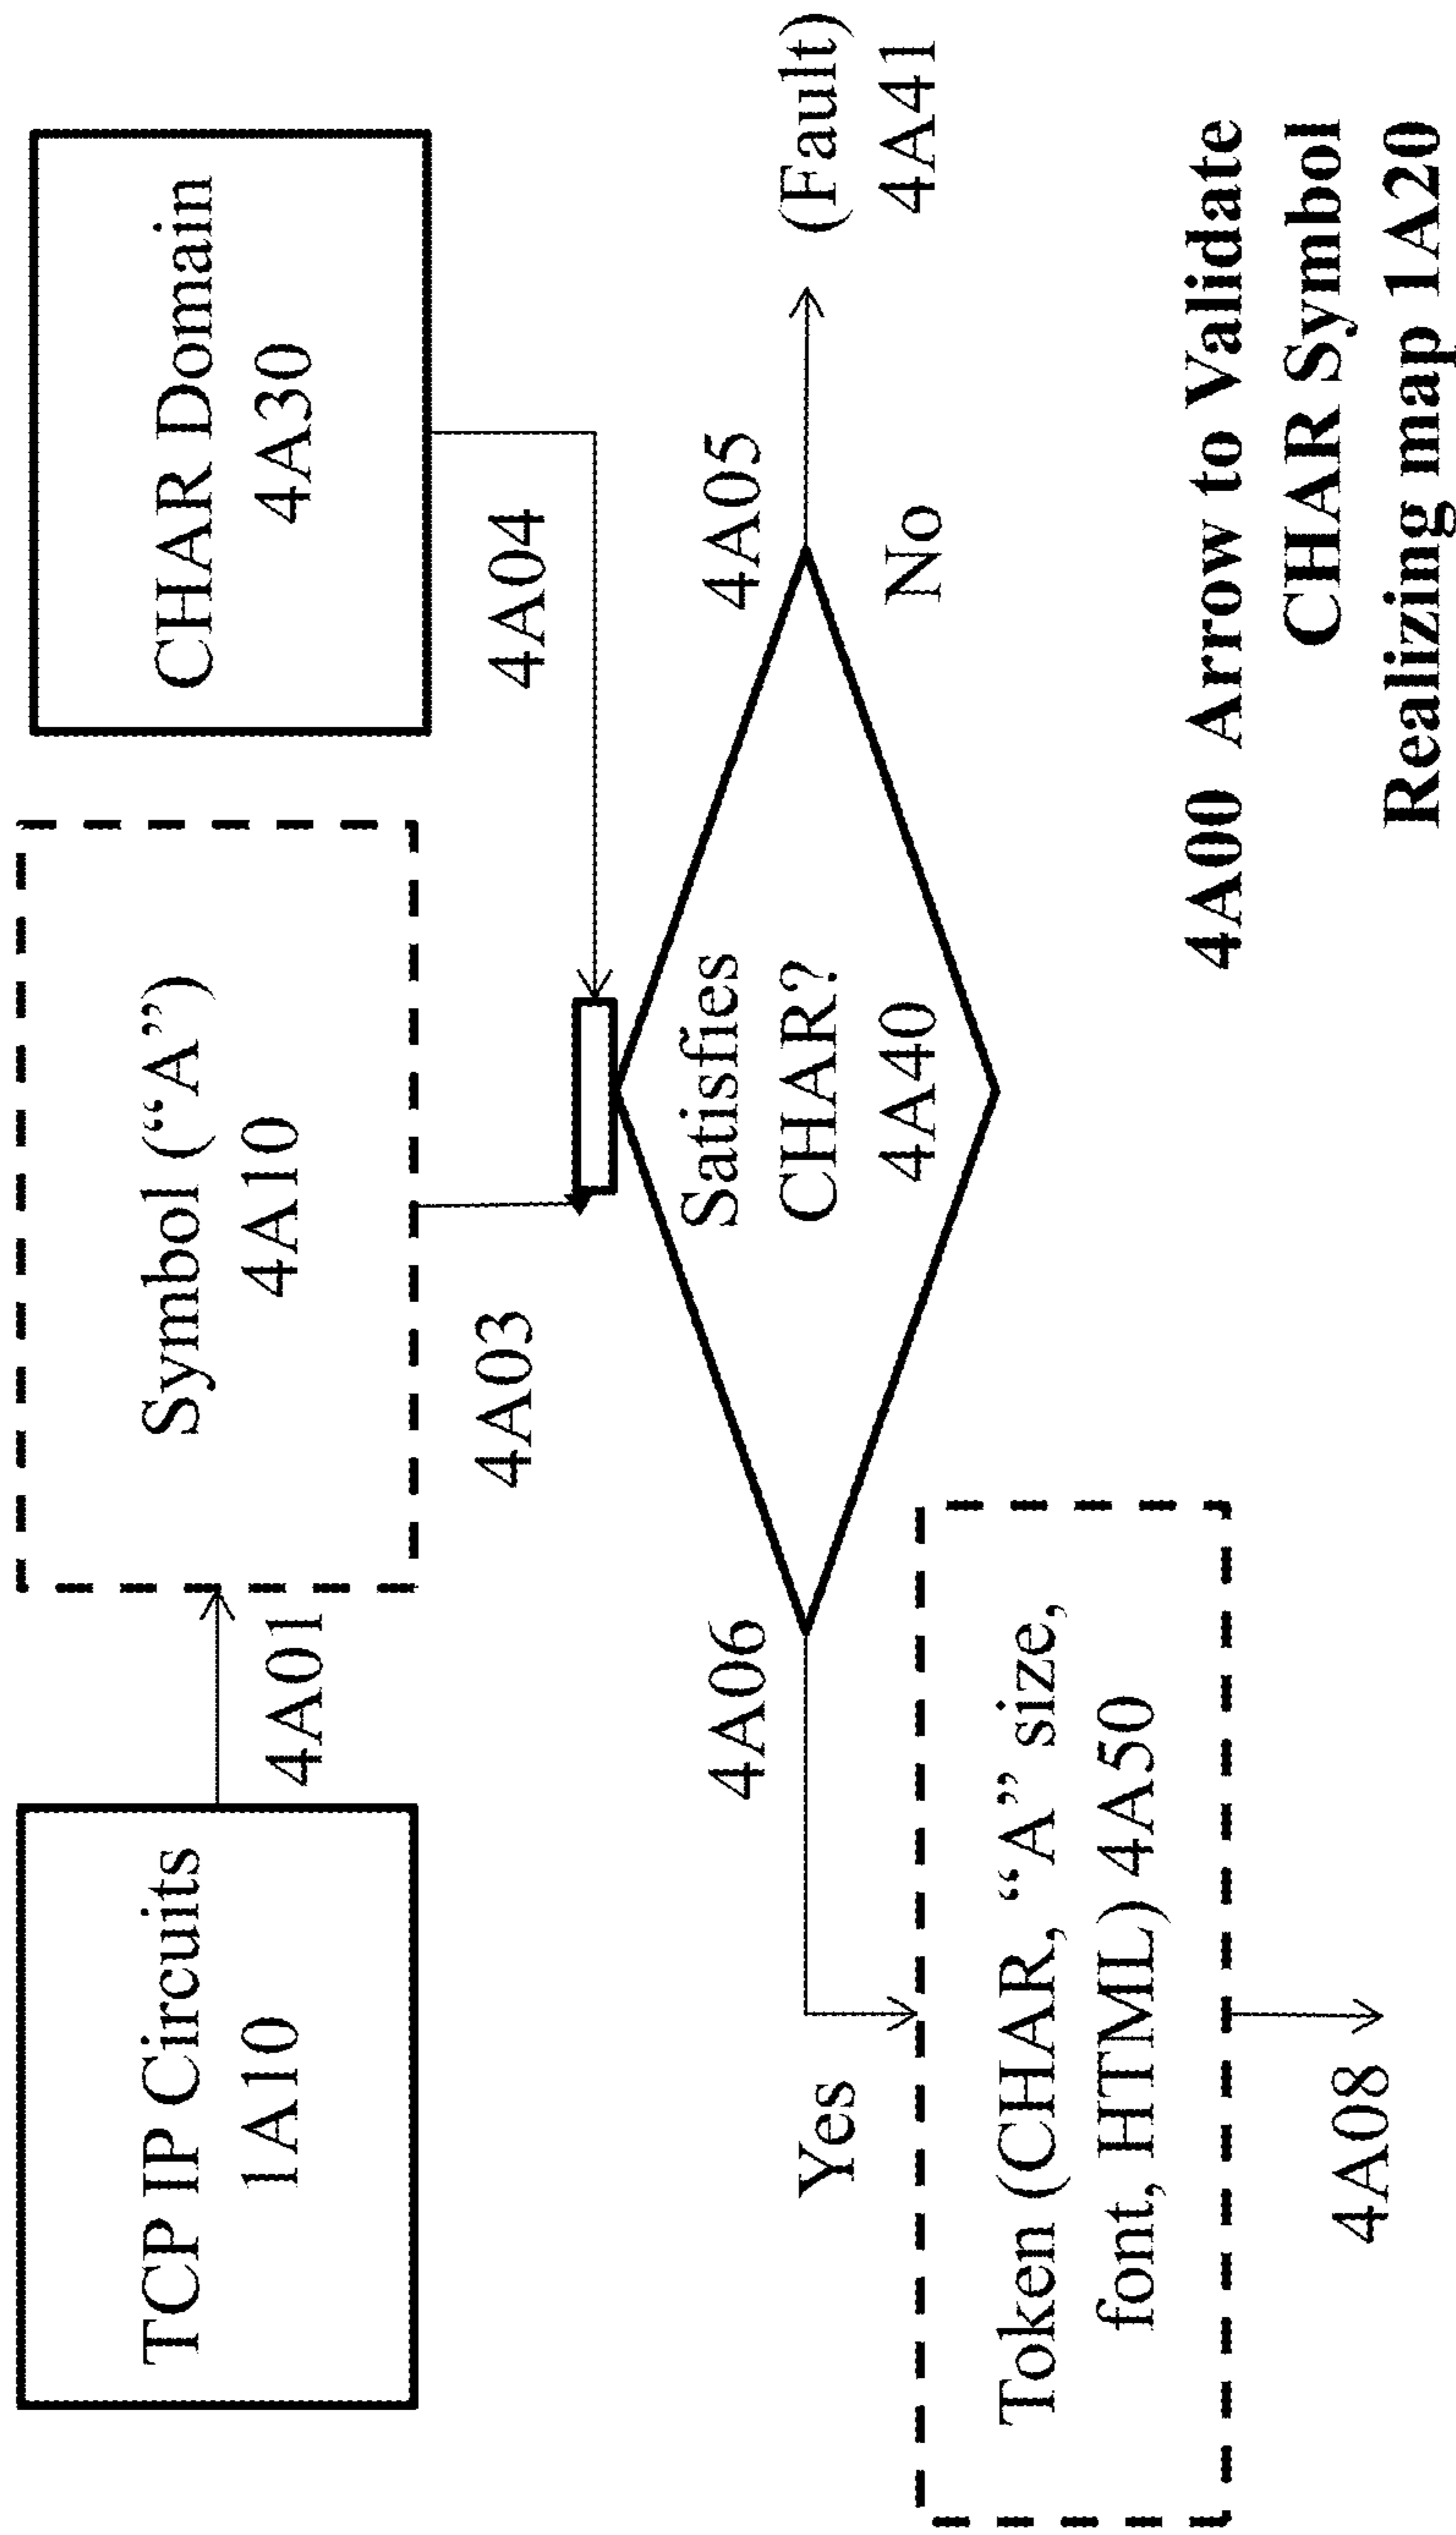 TCP IP Circuits
1A10
4A01
Symbol (“A”)
4A10
CHAR Domain
4A30
4A03
4A04
4A06
Yes
Satisfies
CHAR?
4A40
4A05
No
(Fault)
4A41
Token (CHAR, “A” size,
font, HTML) 4A50
4A08
4A00 Arrow to Validate
CHAR Symbol
Realizing map 1A20